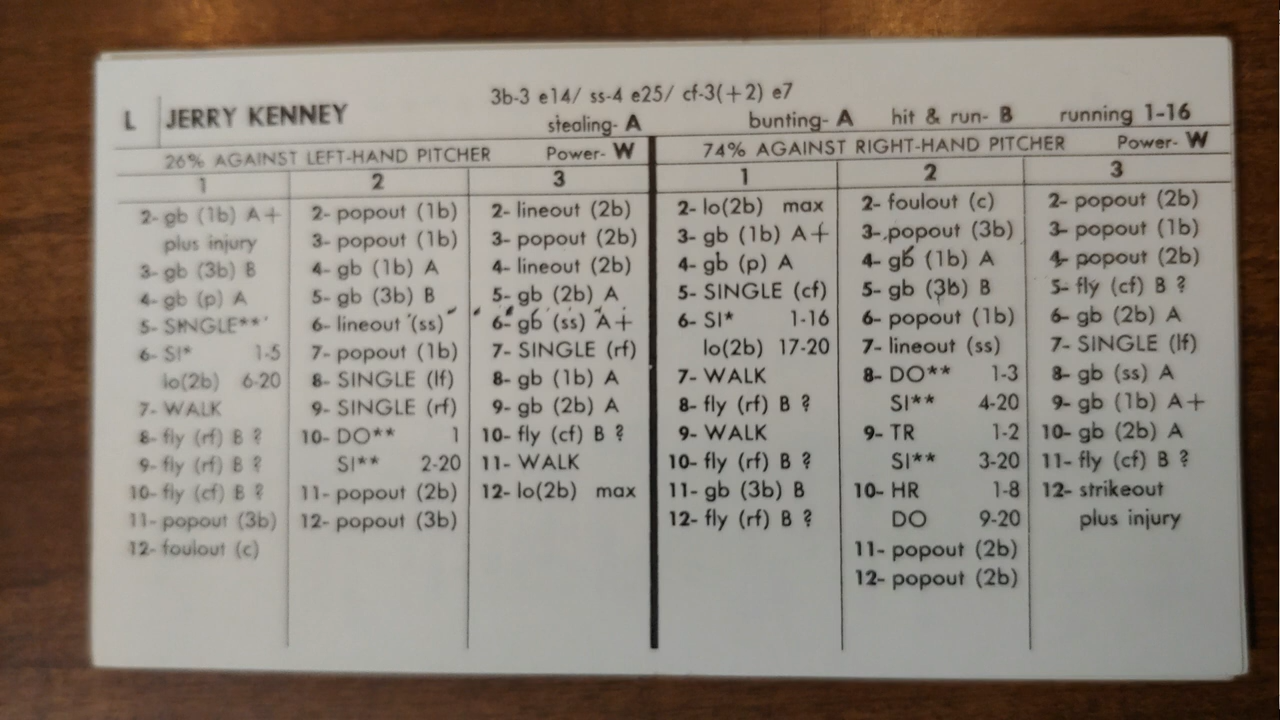 3b-3 e14/ ss-4 e25/ cf-3(+2) e7
L JERRY KENNEY stealing- A bunting- A hit & run- B running 1-16
26% AGAINST LEFT-HAND PITCHER Power- W 74% AGAINST RIGHT-HAND PITCHER Power- W
1 2 3 1 2 3
2- gb (1b) A+
plus injury
3- gb (3b) B
4- gb (p) A
5- SINGLE**
6- SI* 1-5
lo(2b) 6-20
7- WALK
8- fly (rf) B ?
9- fly (rf) B ?
10- fly (cf) B ?
11- popout (3b)
12- foulout (c)
2- popout (1b)
3- popout (1b)
4- gb (1b) A
5- gb (3b) B
6- lineout (ss)
7- popout (1b)
8- SINGLE (lf)
9- SINGLE (rf)
10- DO** 1
SI** 2-20
11- popout (2b)
12- popout (3b)
2- lineout (2b)
3- popout (2b)
4- lineout (2b)
5- gb (2b) A
6- gb (ss) A+
7- SINGLE (rf)
8- gb (1b) A
9- gb (2b) A
10- fly (cf) B ?
11- WALK
12- lo(2b) max
2- lo(2b) max
3- gb (1b) A+
4- gb (p) A
5- SINGLE (cf)
6- SI* 1-16
lo(2b) 17-20
7- WALK
8- fly (rf) B ?
9- WALK
10- fly (rf) B ?
11- gb (3b) B
12- fly (rf) B ?
2- foulout (c)
3- popout (3b)
4- gb (1b) A
5- gb (3b) B
6- popout (1b)
7- lineout (ss)
8- DO** 1-3
SI** 4-20
9- TR 1-2
SI** 3-20
10- HR 1-8
DO 9-20
11- popout (2b)
12- popout (2b)
2- popout (2b)
3- popout (1b)
4- popout (2b)
5- fly (cf) B ?
6- gb (2b) A
7- SINGLE (lf)
8- gb (ss) A
9- gb (1b) A+
10- gb (2b) A
11- fly (cf) B ?
12- strikeout
plus injury